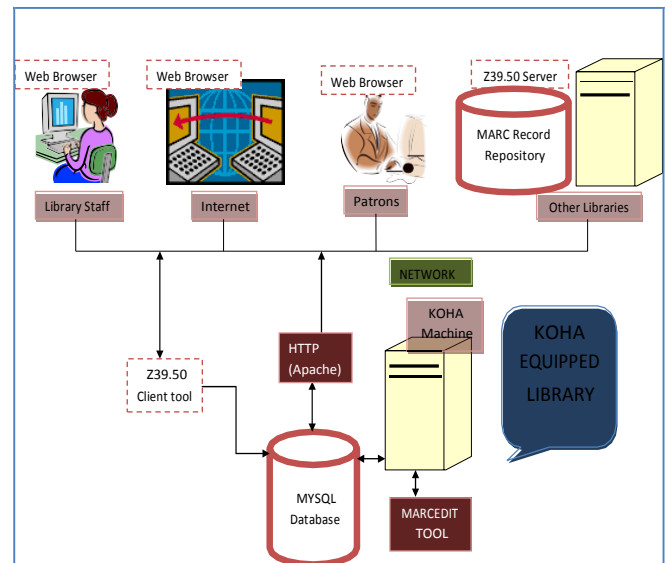 Web Browser
Web Browser
Web Browser
Z39.50 Server
MARC Record
Repository
Library Staff
Internet
Patrons
Other Libraries
NETWORK
KOHA
Machine
HTTP
(Apache)
KOHA
EQUIPPED
LIBRARY
Z39.50
Client tool
MYSQL
Database
MARCEDIT
TOOL